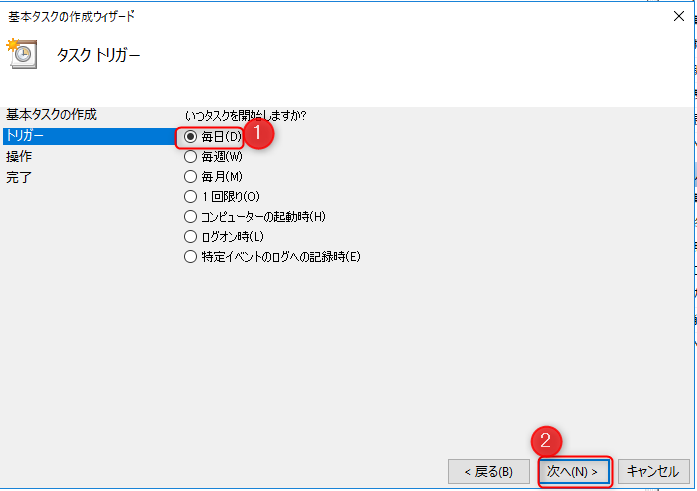 基本タスクの作成ウィザード
タスク トリガー
基本タスクの作成
いつタスクを開始しますか?
トリガー
毎日(D)
1
操作
毎週(W)
完了
毎月(M)
1 回限り(O)
コンピューターの起動時(H)
ログオン時(L)
特定イベントのログへの記録時(E)
2
< 戻る(B)
次へ(N) >
キャンセル